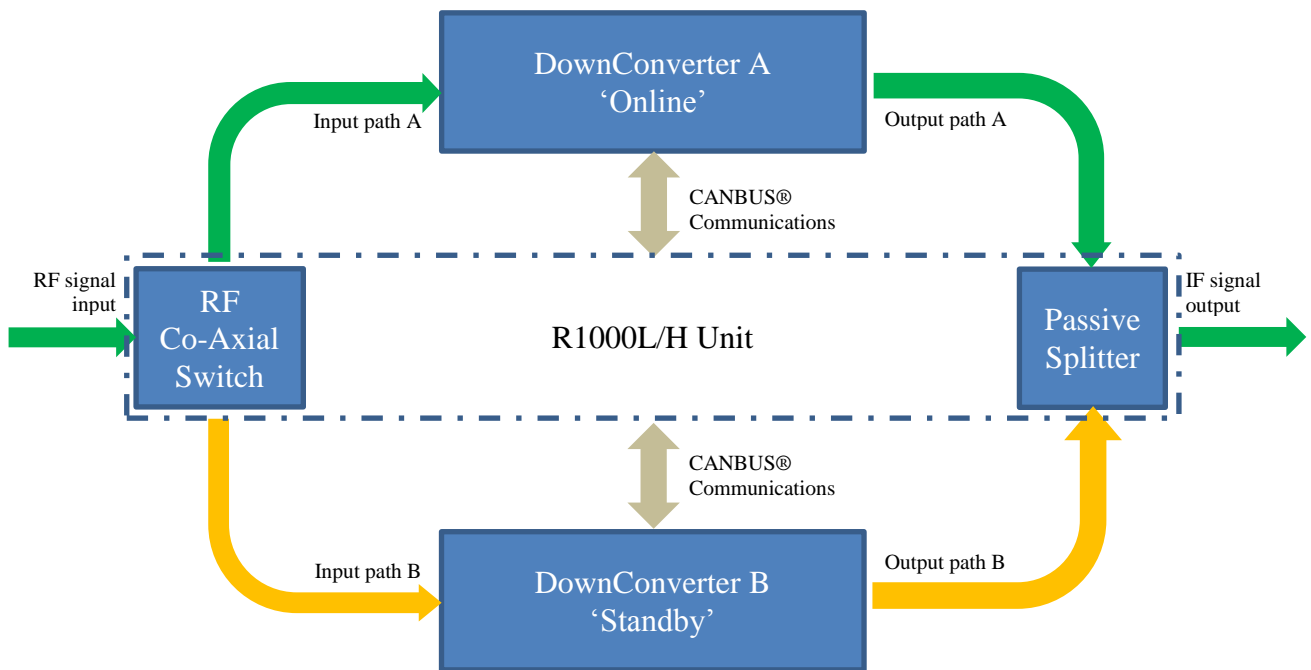 DownConverter A
‘Online’
Input path A
Output path A
CANBUS®
Communications
RF signal
input
RF
Co-Axial
Switch
R1000L/H Unit
Passive
Splitter
IF signal
output
CANBUS®
Communications
Input path B
Output path B
DownConverter B
‘Standby’